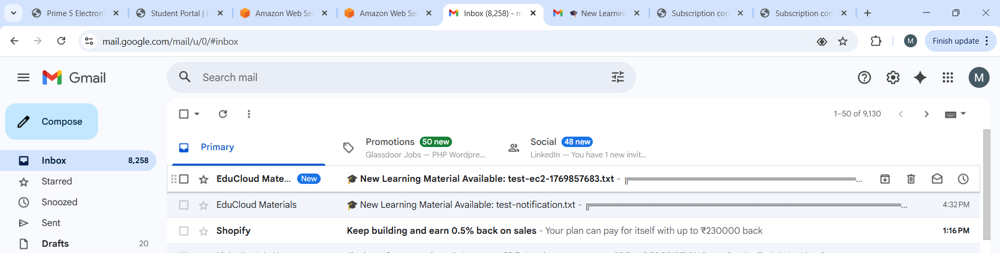 Prime 5 Electrom
Student Portal |
Amazon Web Ser
Amazon Web Ser
Inbox (8,258) - m
🎓 New Learning
Subscription con
Subscription con
mail.google.com/mail/u/0/#inbox
M
Finish update
Gmail
Search mail
M
Compose
1–50 of 9,130
Primary
Promotions 50 new
Glassdoor Jobs — PHP Wordpre...
Social 48 new
LinkedIn — You have 1 new invit...
Inbox 8,258
Starred
Snoozed
Sent
Drafts 20
EduCloud Mate... New 🎓 New Learning Material Available: test-ec2-1769857683.txt - ╔═══════════════════════════════════...
EduCloud Materials 🎓 New Learning Material Available: test-notification.txt - ╔═══════════════════════════════════════════════... 4:32 PM
Shopify Keep building and earn 0.5% back on sales - Your plan can pay for itself with up to ₹230000 back 1:16 PM